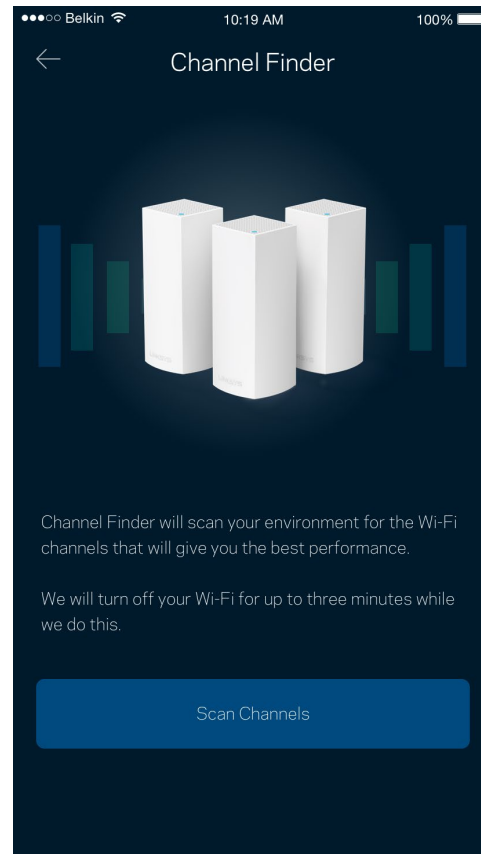 Belkin 10:19 AM 100%
Channel Finder
Channel Finder will scan your environment for the Wi-Fi
channels that will give you the best performance.
We will turn off your Wi-Fi for up to three minutes while
we do this.
Scan Channels